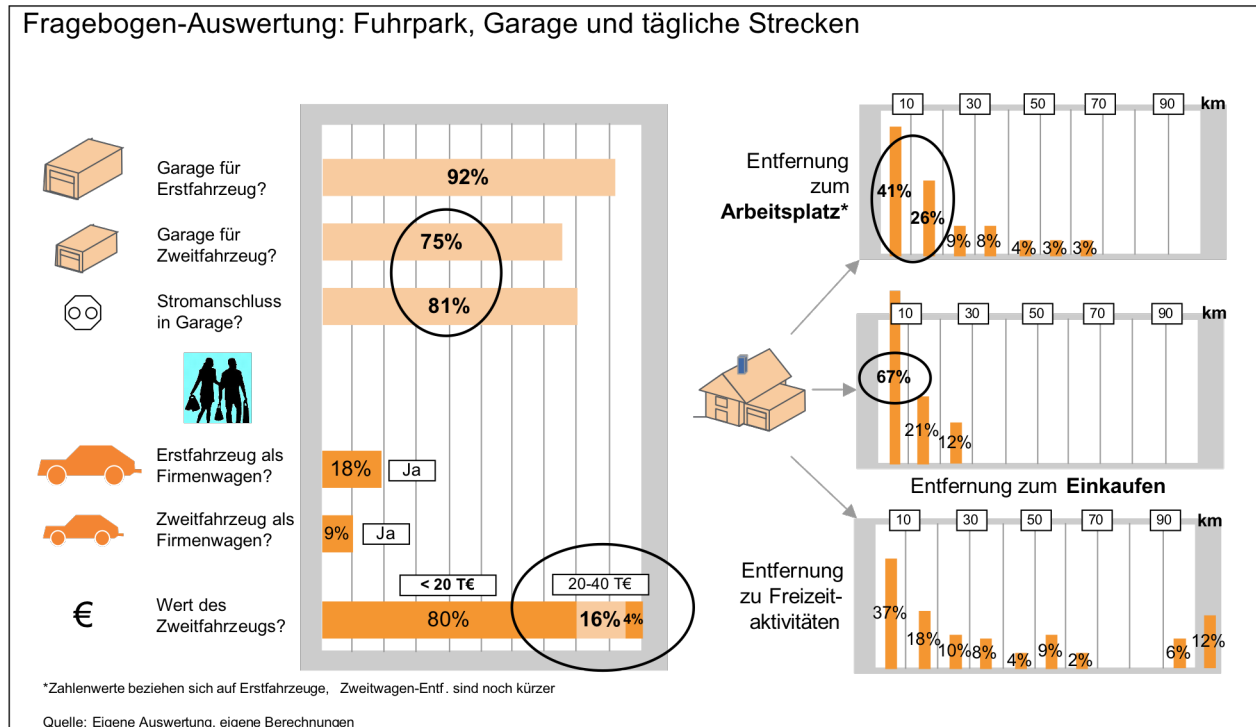 Fragebogen-Auswertung: Fuhrpark, Garage und tägliche Strecken
Garage für
Erstfahrzeug?
92%
Garage für
Zweitfahrzeug?
75%
Stromanschluss
in Garage?
81%
Erstfahrzeug als
Firmenwagen?
18%
Ja
Zweitfahrzeug als
Firmenwagen?
9%
Ja
< 20 T€
20-40 T€
€
Wert des
Zweitfahrzeugs?
80%
16%
4%
10 30 50 70 90 km
Entfernung
zum
Arbeitsplatz*
41%
26%
9% 8% 4% 3% 3%
10 30 50 70 90 km
67%
21% 12%
Entfernung zum Einkaufen
10 30 50 70 90 km
Entfernung
zu Freizeit-
aktivitäten
37%
18% 10% 8% 4% 9% 2% 6% 12%
*Zahlenwerte beziehen sich auf Erstfahrzeuge, Zweitwagen-Entf. sind noch kürzer
Quelle: Eigene Auswertung, eigene Berechnungen